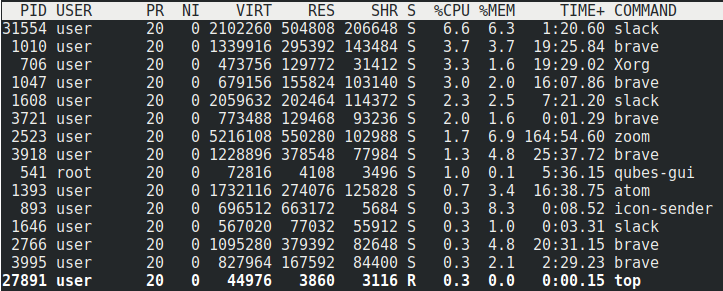 PID USER PR NI VIRT RES SHR S %CPU %MEM TIME+ COMMAND
31554 user 20 0 2102260 504808 206648 S 6.6 6.3 1:20.60 slack
1010 user 20 0 1339916 295392 143484 S 3.7 3.7 19:25.84 brave
706 user 20 0 473756 129772 31412 S 3.3 1.6 19:29.02 Xorg
1047 user 20 0 679156 155824 103140 S 3.0 2.0 16:07.86 brave
1608 user 20 0 2059632 202464 114372 S 2.3 2.5 7:21.20 slack
3721 user 20 0 773488 129468 93236 S 2.0 1.6 0:01.29 brave
2523 user 20 0 5216108 550280 102988 S 1.7 6.9 164:54.60 zoom
3918 user 20 0 1228896 378548 77984 S 1.3 4.8 25:37.72 brave
541 root 20 0 72816 4108 3496 S 1.0 0.1 5:36.15 qubes-gui
1393 user 20 0 1732116 274076 125828 S 0.7 3.4 16:38.75 atom
893 user 20 0 696512 663172 5684 S 0.3 8.3 0:08.52 icon-sender
1646 user 20 0 567020 77032 55912 S 0.3 1.0 0:03.31 slack
2766 user 20 0 1095280 379392 82648 S 0.3 4.8 20:31.15 brave
3995 user 20 0 827964 167592 84400 S 0.3 2.1 2:29.23 brave
27891 user 20 0 44976 3860 3116 R 0.3 0.0 0:00.15 top